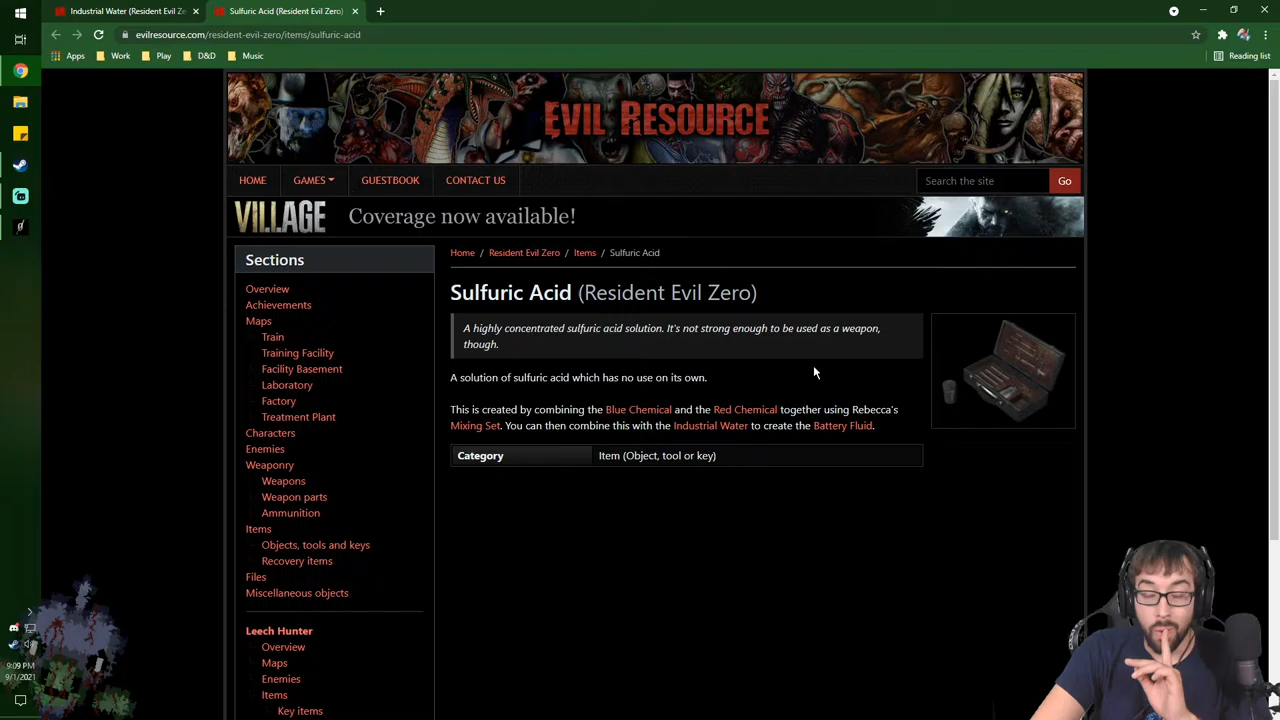 Industrial Water (Resident Evil Ze
Sulfuric Acid (Resident Evil Zero)
evilresource.com/resident-evil-zero/items/sulfuric-acid
Apps
Work
Play
D&D
Music
Reading list
EVIL RESOURCE
HOME
GAMES
GUESTBOOK
CONTACT US
Search the site
Go
VILLAGE
Coverage now available!
Sections
Overview
Achievements
Maps
Train
Training Facility
Facility Basement
Laboratory
Factory
Treatment Plant
Characters
Enemies
Weaponry
Weapons
Weapon parts
Ammunition
Items
Objects, tools and keys
Recovery items
Files
Miscellaneous objects
Leech Hunter
Overview
Maps
Enemies
Items
Key items
Home / Resident Evil Zero / Items / Sulfuric Acid
Sulfuric Acid (Resident Evil Zero)
A highly concentrated sulfuric acid solution. It's not strong enough to be used as a weapon,
though.
A solution of sulfuric acid which has no use on its own.
This is created by combining the Blue Chemical and the Red Chemical together using Rebecca's
Mixing Set. You can then combine this with the Industrial Water to create the Battery Fluid.
Category Item (Object, tool or key)
9:09 PM
9/1/2021